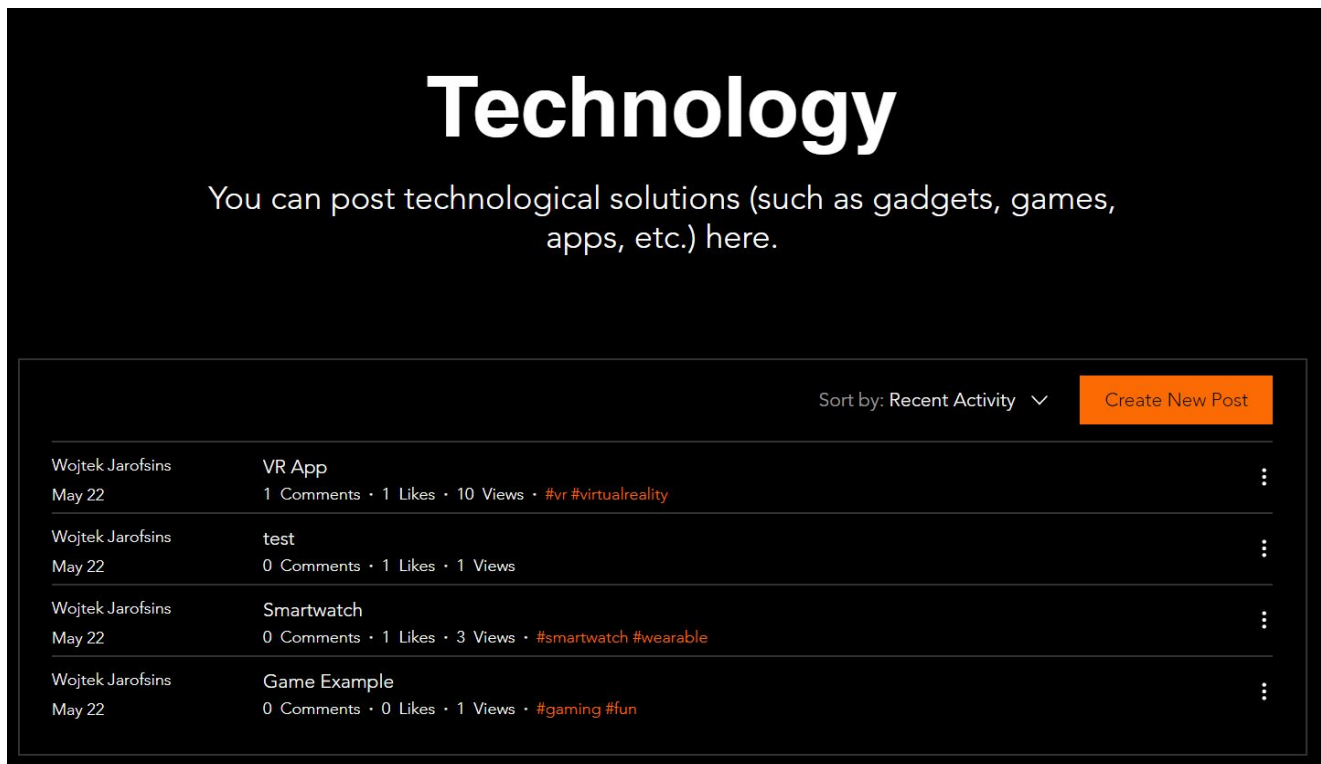 Technology
You can post technological solutions (such as gadgets, games,
apps, etc.) here.
Sort by: Recent Activity
Create New Post
Wojtek Jarofsins
May 22
VR App
1 Comments · 1 Likes · 10 Views · #vr #virtualreality
Wojtek Jarofsins
May 22
test
0 Comments · 1 Likes · 1 Views
Wojtek Jarofsins
May 22
Smartwatch
0 Comments · 1 Likes · 3 Views · #smartwatch #wearable
Wojtek Jarofsins
May 22
Game Example
0 Comments · 0 Likes · 1 Views · #gaming #fun